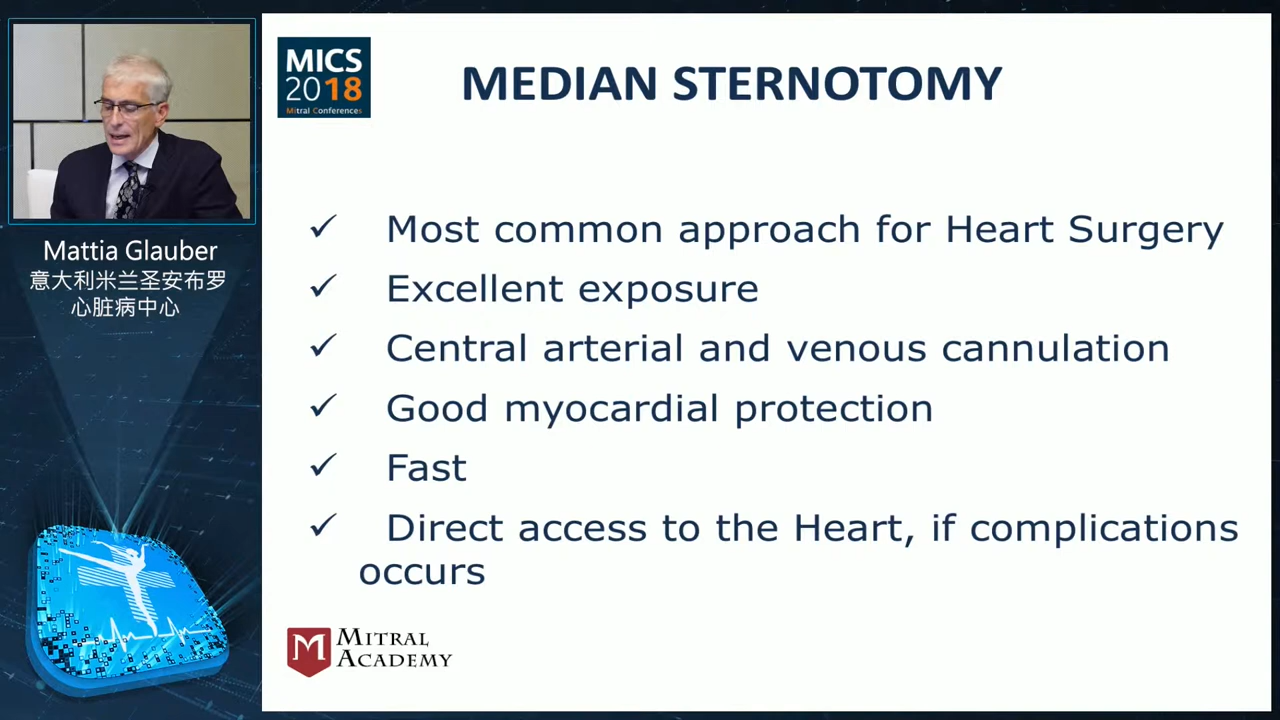 MICS
2018
Mitral Conferences
MEDIAN STERNOTOMY
Mattia Glauber
意大利米兰圣安布罗
心脏病中心
✓ Most common approach for Heart Surgery
✓ Excellent exposure
✓ Central arterial and venous cannulation
✓ Good myocardial protection
✓ Fast
✓ Direct access to the Heart, if complications
occurs
M MITRAL
ACADEMY